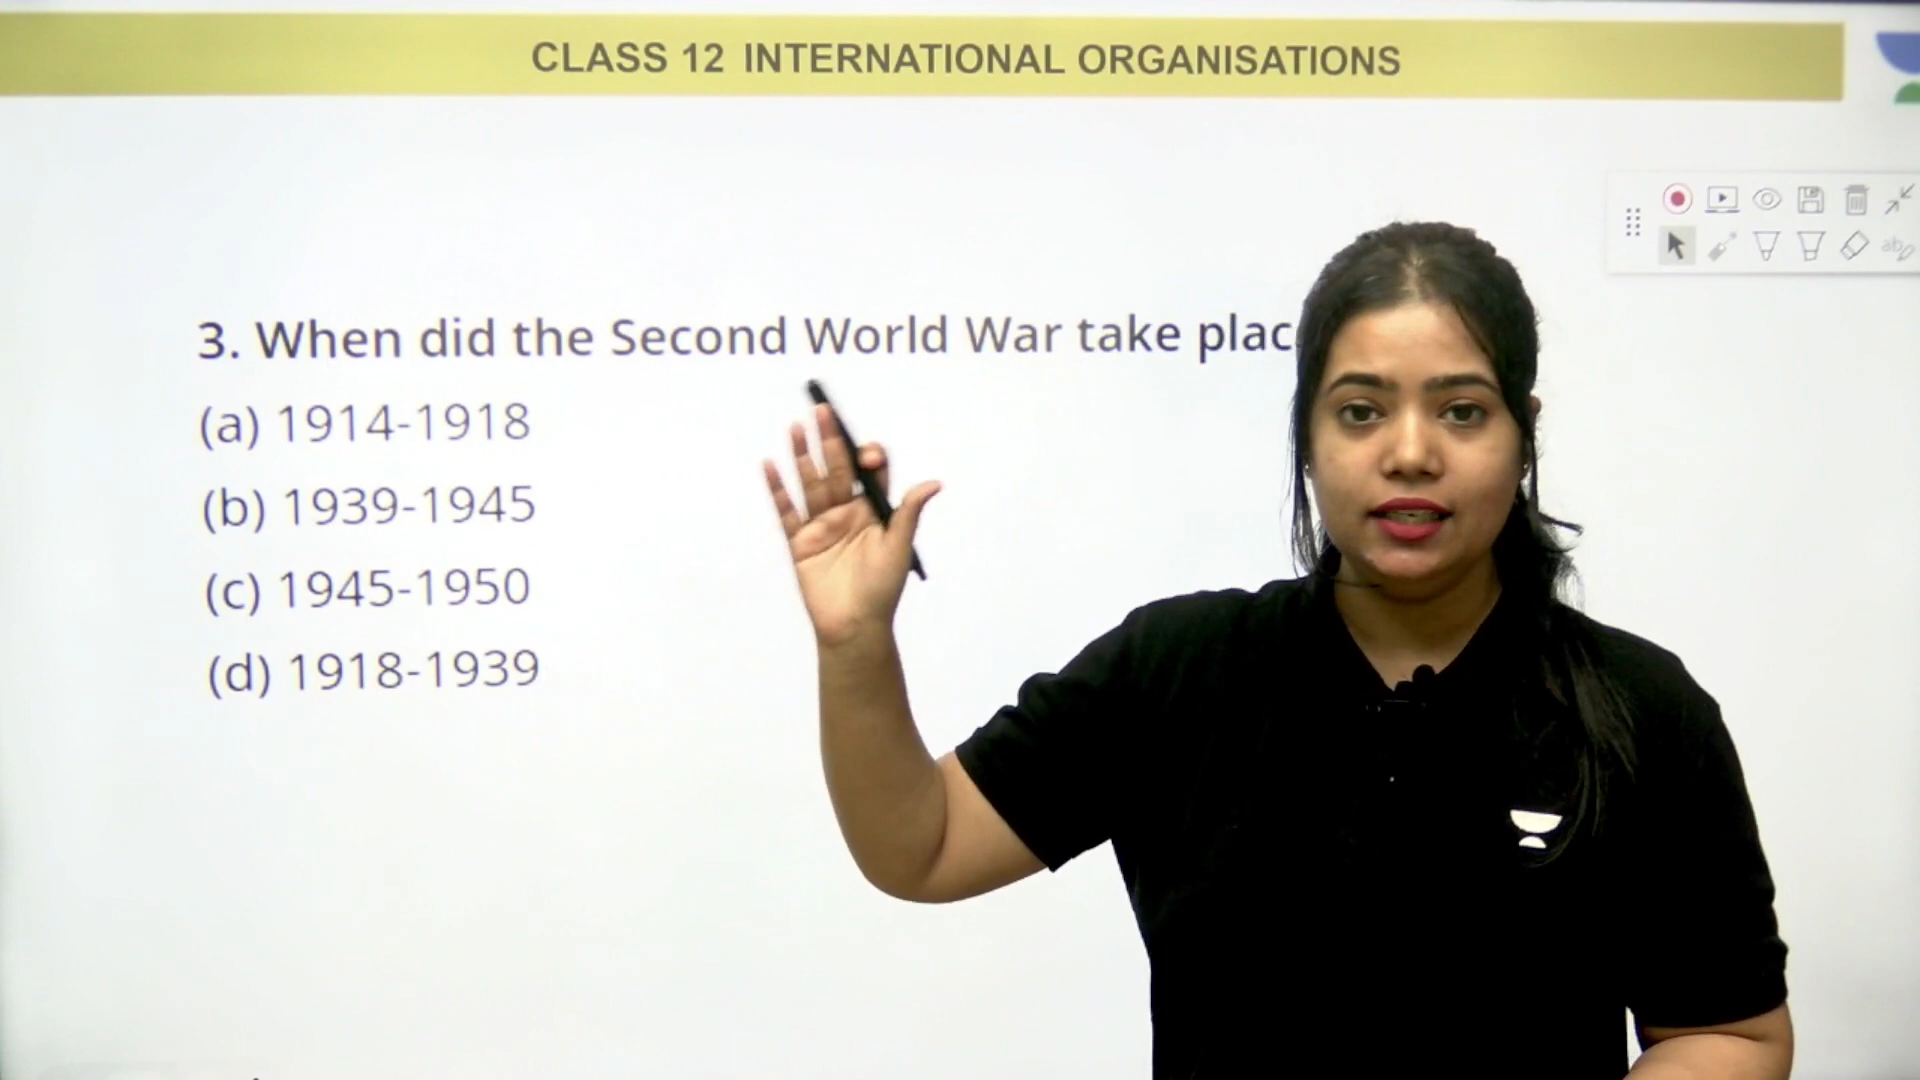 CLASS 12 INTERNATIONAL ORGANISATIONS
3. When did the Second World War take
(a) 1914-1918
(b) 1939-1945
(c) 1945-1950
(d) 1918-1939